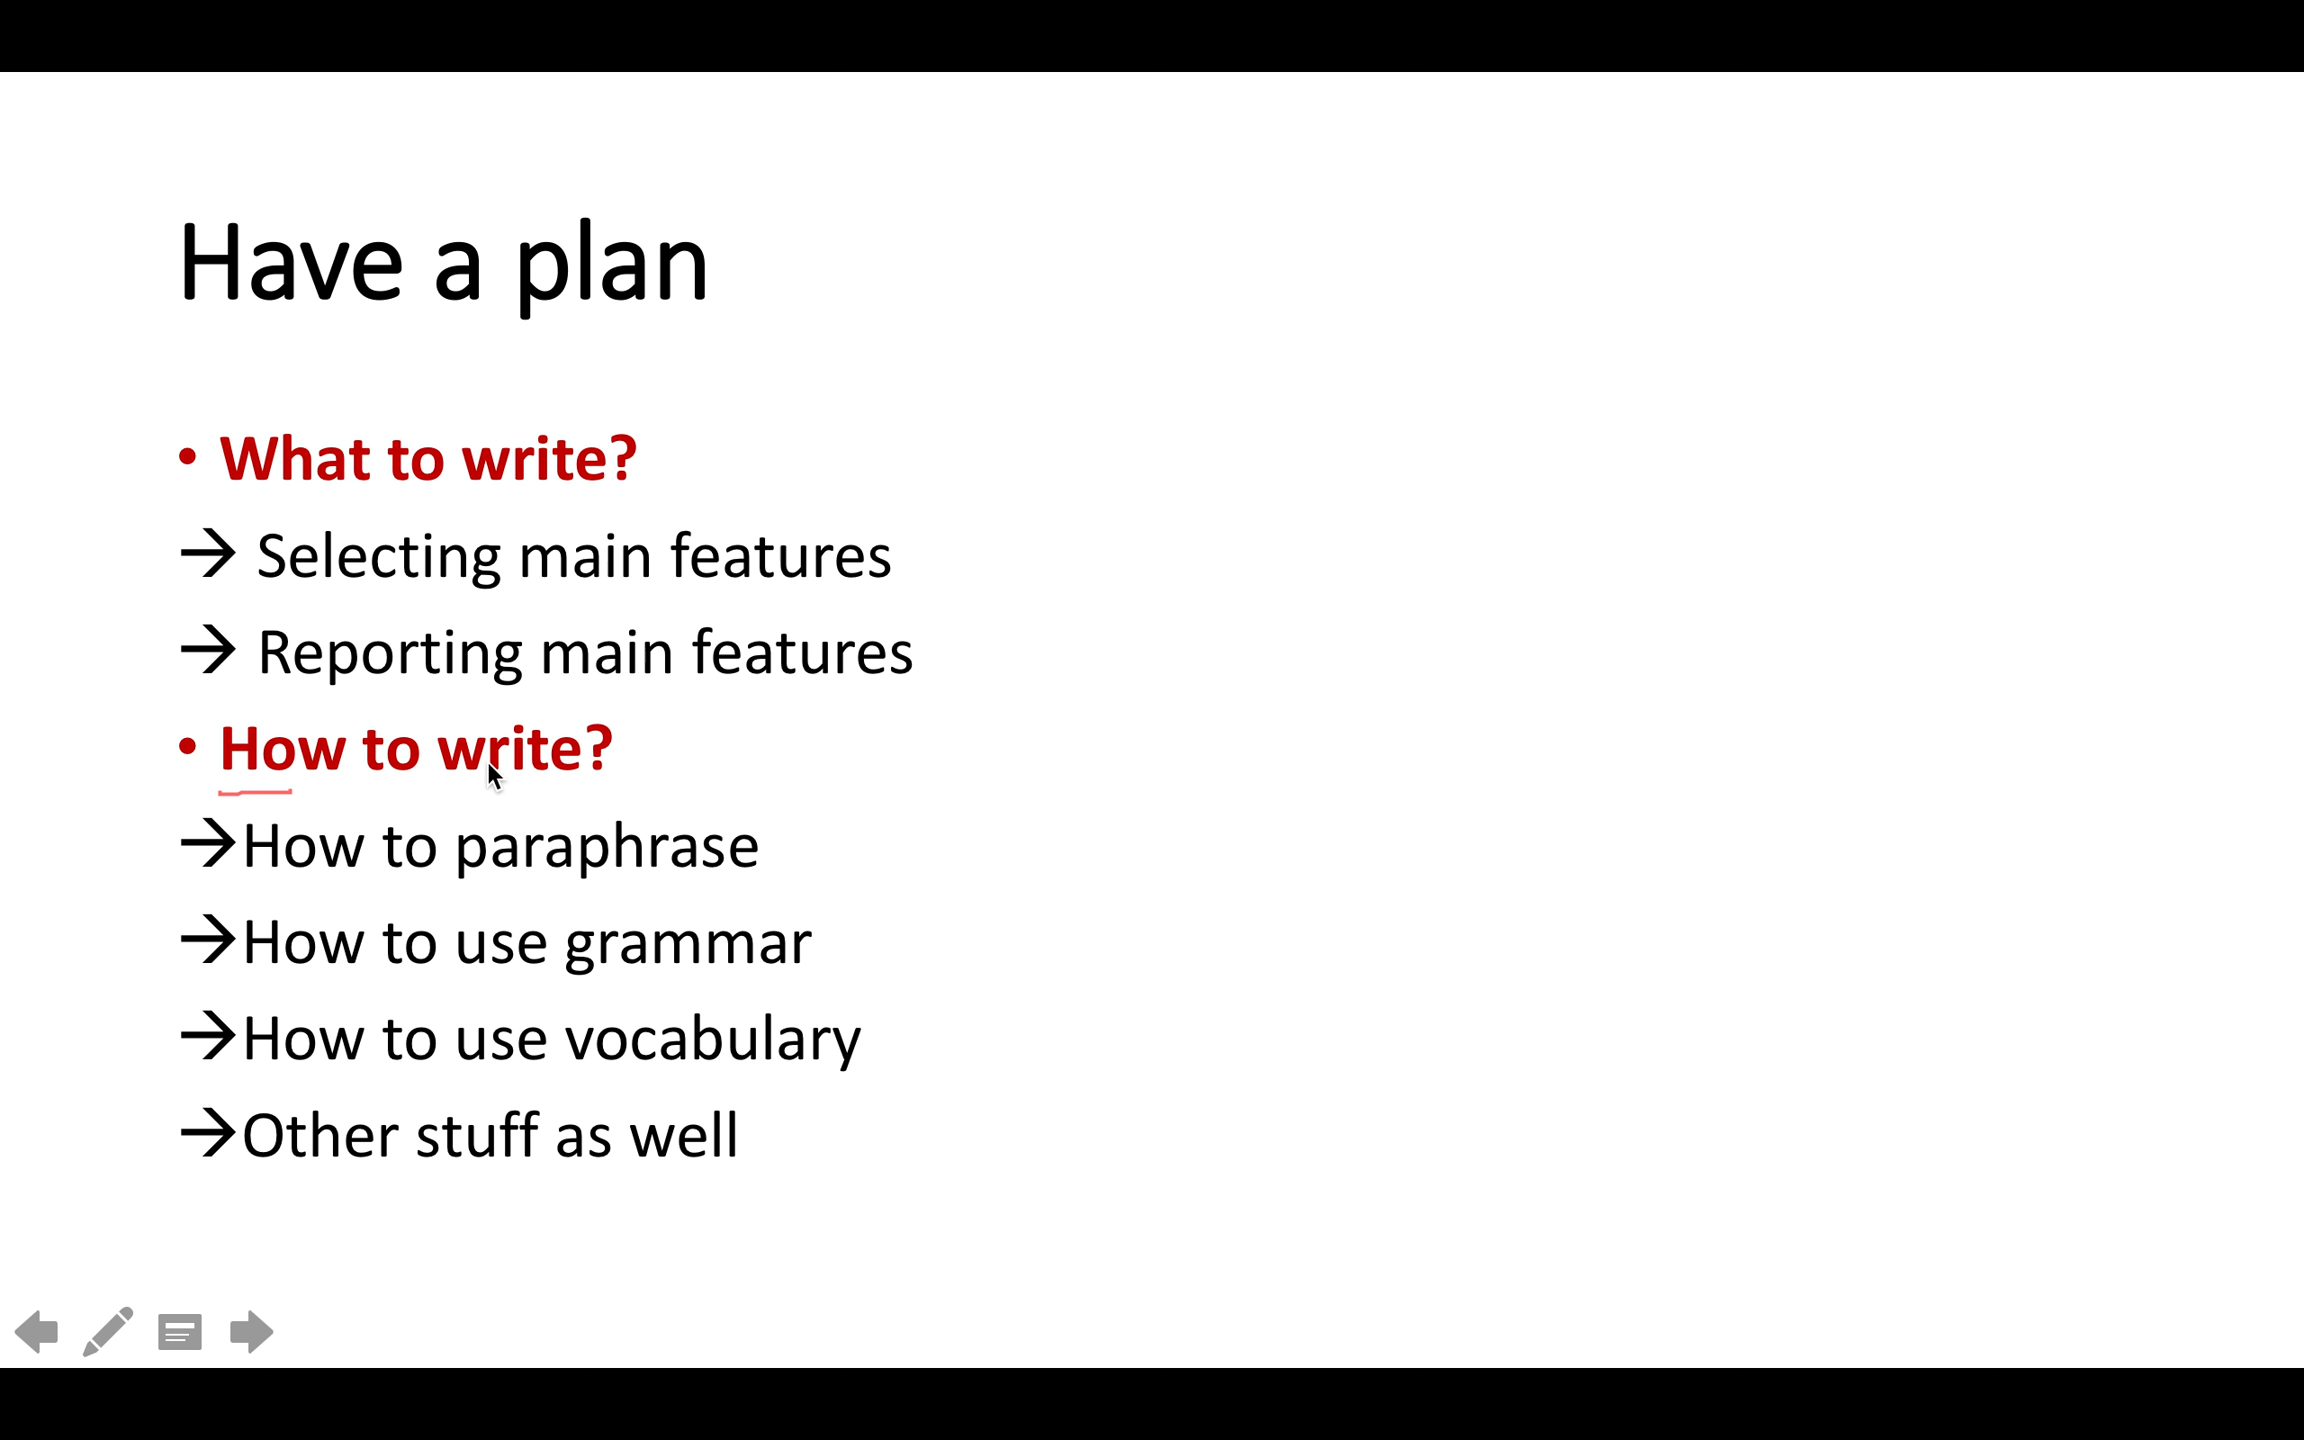 Have a plan
• What to write?
→ Selecting main features
→ Reporting main features
• How to write?
→How to paraphrase
→How to use grammar
→How to use vocabulary
→Other stuff as well